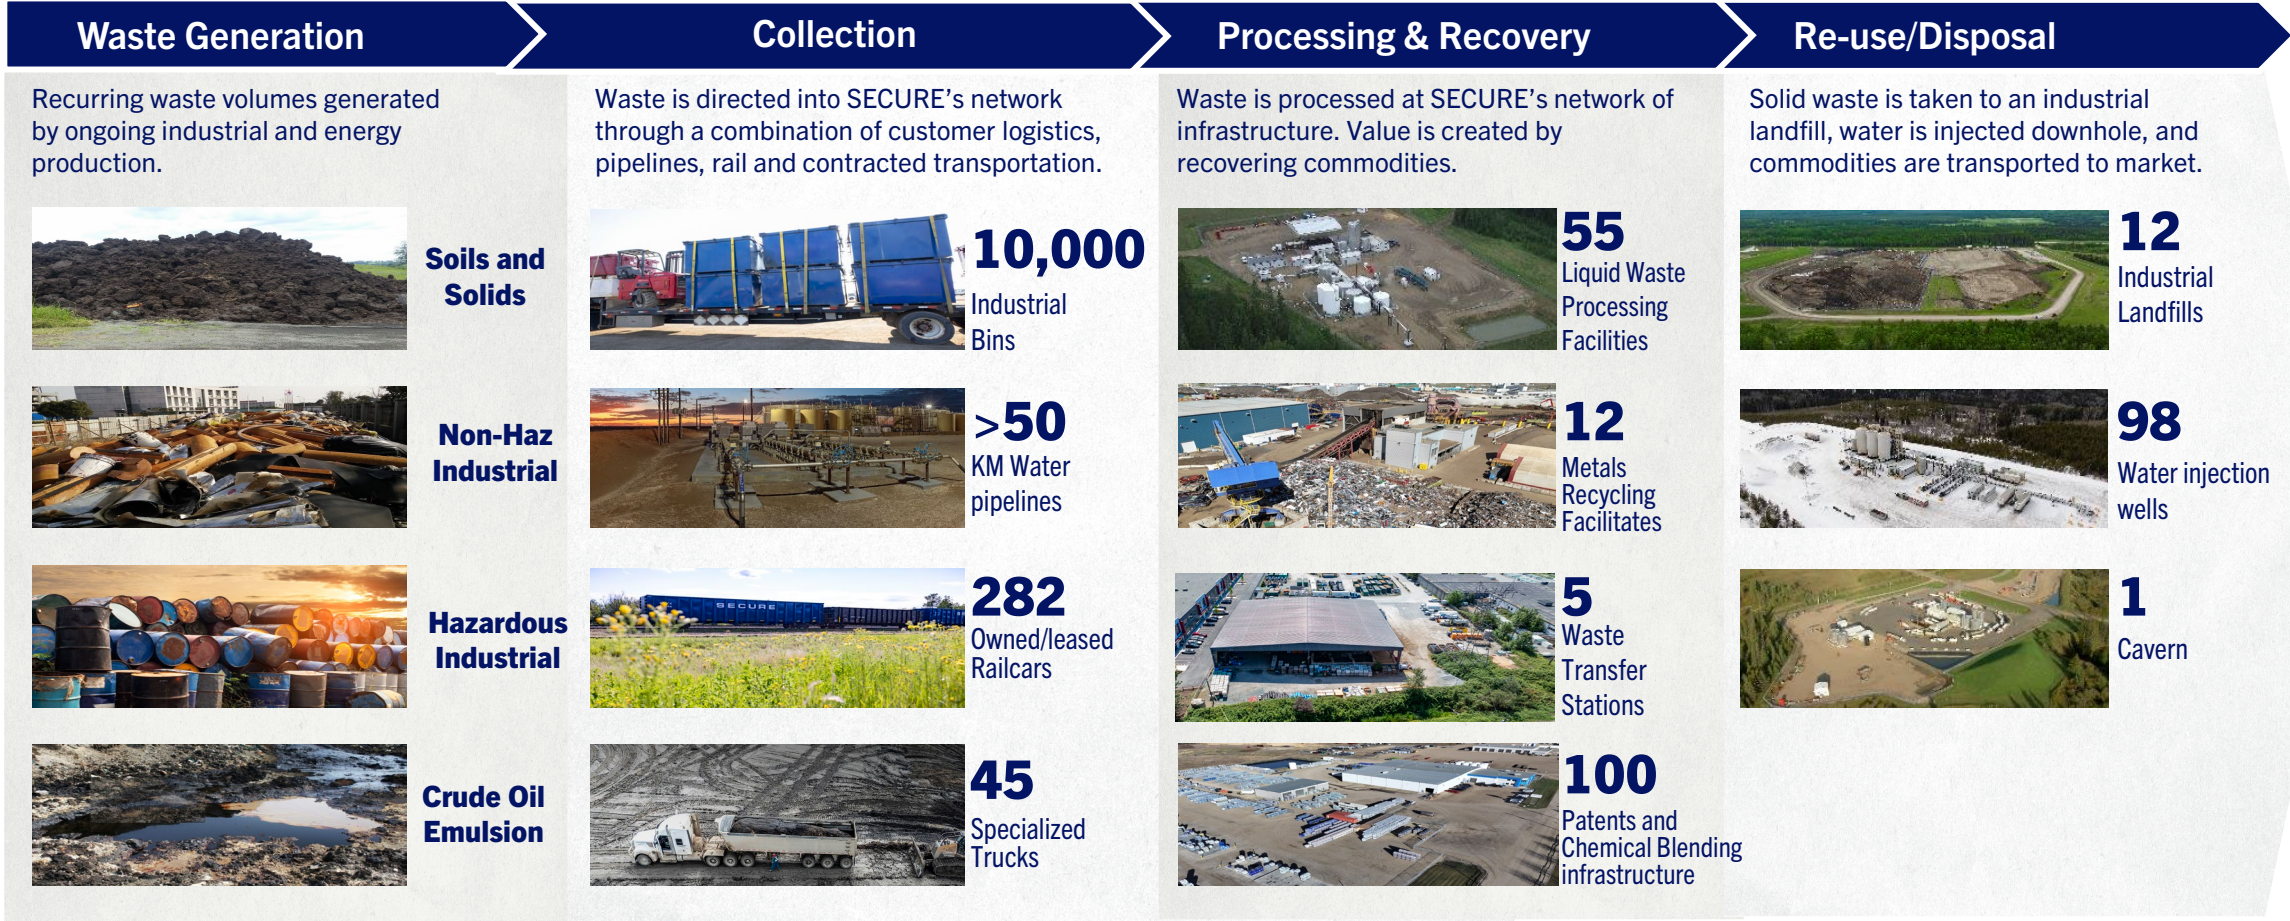 Waste Generation
Collection
Processing & Recovery
Re-use/Disposal
Recurring waste volumes generated
by ongoing industrial and energy
production.
Soils and
Solids
Non-Haz
Industrial
Hazardous
Industrial
Crude Oil
Emulsion
Waste is directed into SECURE's network
through a combination of customer logistics,
pipelines, rail and contracted transportation.
10,000
Industrial
Bins
>50
KM Water
pipelines
SECURE
282
Owned/leased
Railcars
45
Specialized
Trucks
Waste is processed at SECURE's network of
infrastructure. Value is created by
recovering commodities.
55
Liquid Waste
Processing
Facilities
12
Metals
Recycling
Facilitates
5
Waste
Transfer
Stations
100
Patents and
Chemical Blending
infrastructure
Solid waste is taken to an industrial
landfill, water is injected downhole, and
commodities are transported to market.
12
Industrial
Landfills
98
Water injection
wells
1
Cavern